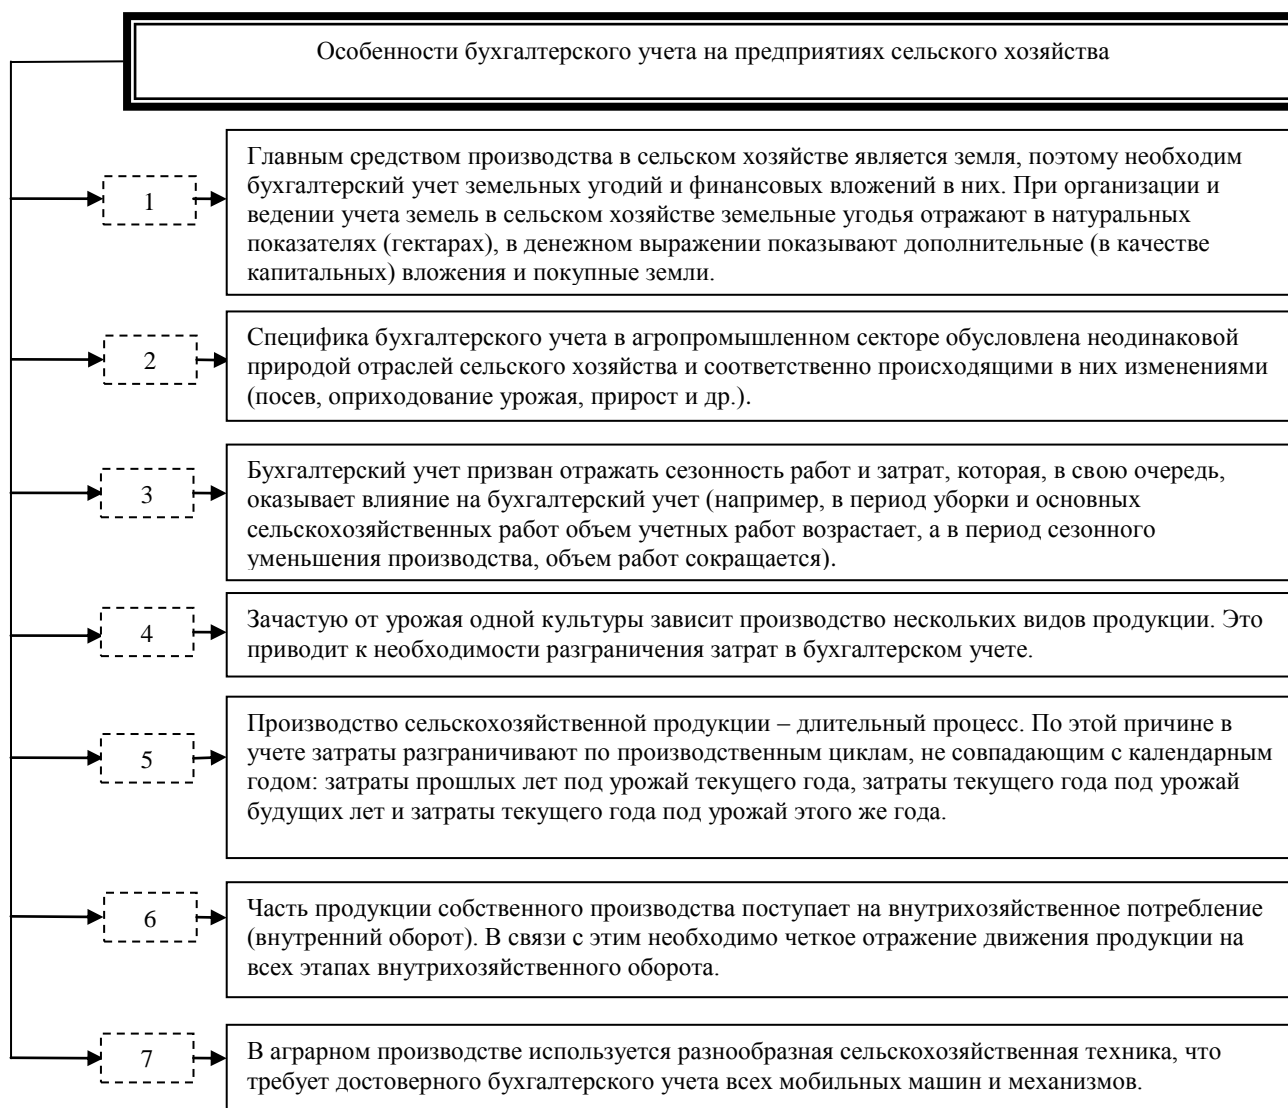 Особенности бухгалтерского учета на предприятиях сельского хозяйства
1
Главным средством производства в сельском хозяйстве является земля, поэтому необходим
бухгалтерский учет земельных угодий и финансовых вложений в них. При организации и
ведении учета земель в сельском хозяйстве земельные угодья отражают в натуральных
показателях (гектарах), в денежном выражении показывают дополнительные (в качестве
капитальных) вложения и покупные земли.
2
Специфика бухгалтерского учета в агропромышленном секторе обусловлена неодинаковой
природой отраслей сельского хозяйства и соответственно происходящими в них изменениями
(посев, оприходование урожая, прирост и др.).
3
Бухгалтерский учет призван отражать сезонность работ и затрат, которая, в свою очередь,
оказывает влияние на бухгалтерский учет (например, в период уборки и основных
сельскохозяйственных работ объем учетных работ возрастает, а в период сезонного
уменьшения производства, объем работ сокращается).
4
Зачастую от урожая одной культуры зависит производство нескольких видов продукции. Это
приводит к необходимости разграничения затрат в бухгалтерском учете.
5
Производство сельскохозяйственной продукции – длительный процесс. По этой причине в
учете затраты разграничивают по производственным циклам, не совпадающим с календарным
годом: затраты прошлых лет под урожай текущего года, затраты текущего года под урожай
будущих лет и затраты текущего года под урожай этого же года.
6
Часть продукции собственного производства поступает на внутрихозяйственное потребление
(внутренний оборот). В связи с этим необходимо четкое отражение движения продукции на
всех этапах внутрихозяйственного оборота.
7
В аграрном производстве используется разнообразная сельскохозяйственная техника, что
требует достоверного бухгалтерского учета всех мобильных машин и механизмов.